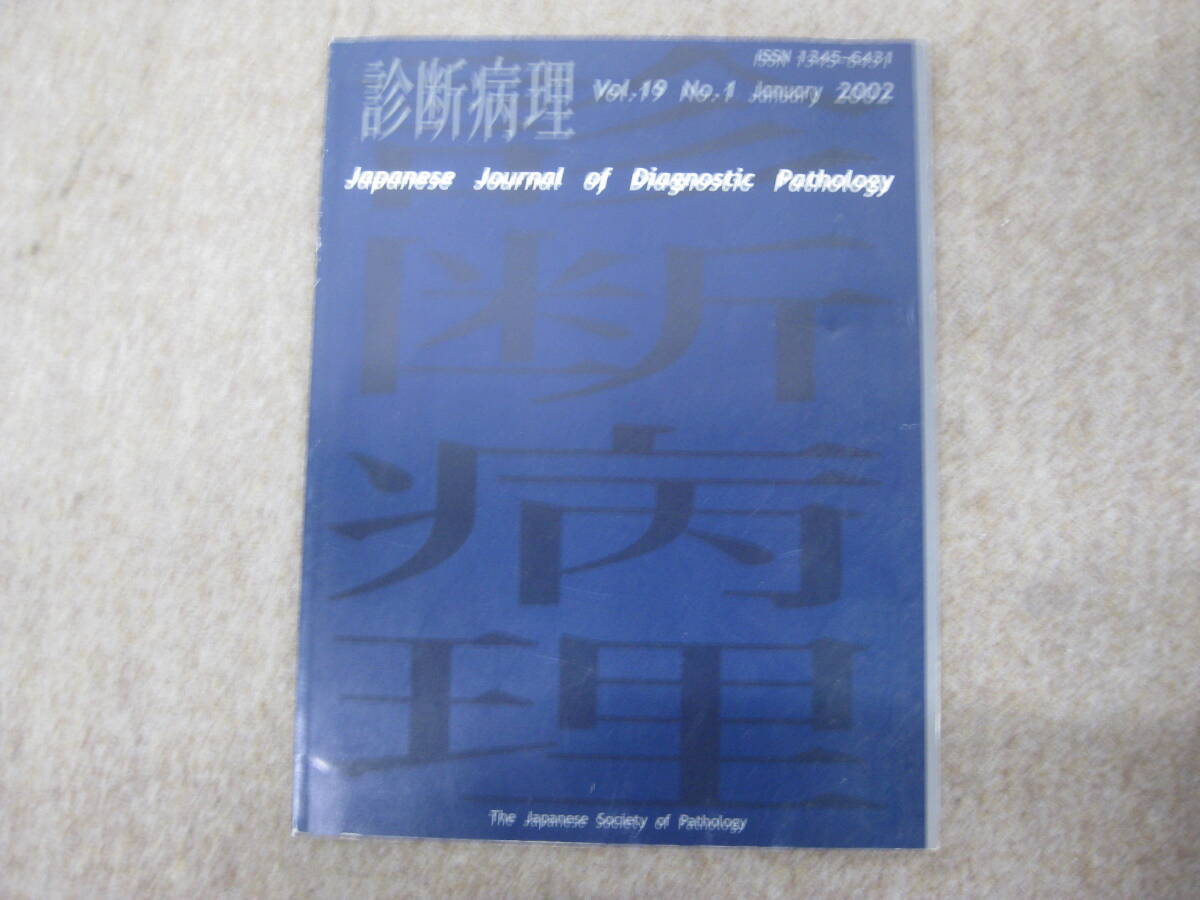 ISSN 1345-6431
診断病理 Vol.19 No.1 January 2002
Japanese Journal of Diagnostic Pathology
診
断
病
理
The Japanese Society of Pathology